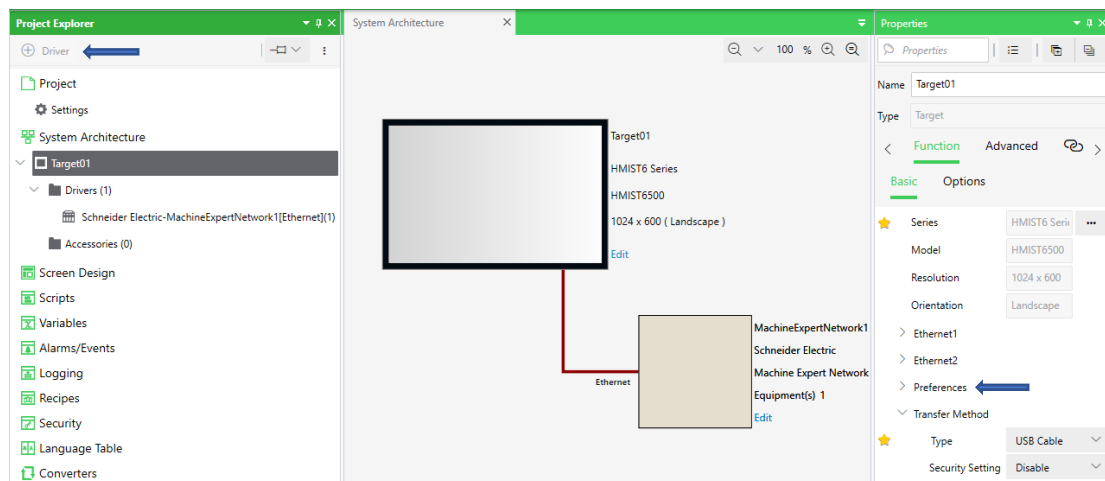 Project Explorer
Driver
Project
Settings
System Architecture
Target01
Drivers (1)
Schneider Electric-MachineExpertNetwork1[Ethernet](1)
Accessories (0)
Screen Design
Scripts
Variables
Alarms/Events
Logging
Recipes
Security
Language Table
Converters
System Architecture
100 %
Target01
HMIST6 Series
HMIST6500
1024 x 600 ( Landscape )
Edit
Ethernet
MachineExpertNetwork1
Schneider Electric
Machine Expert Network
Equipment(s) 1
Edit
Properties
Properties
Name Target01
Type Target
Function Advanced
Basic Options
Series HMIST6 Seri
Model HMIST6500
Resolution 1024 x 600
Orientation Landscape
Ethernet1
Ethernet2
Preferences
Transfer Method
Type USB Cable
Security Setting Disable